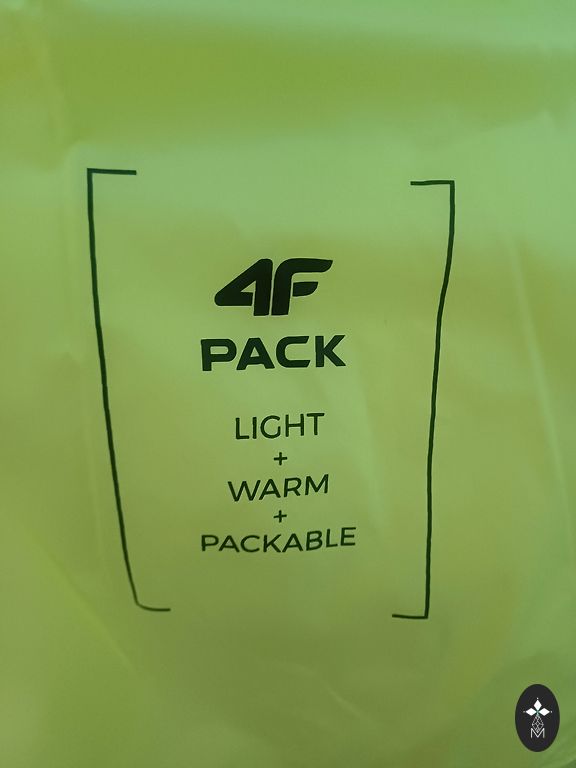 4F
PACK
LIGHT
+
WARM
+
PACKABLE
M